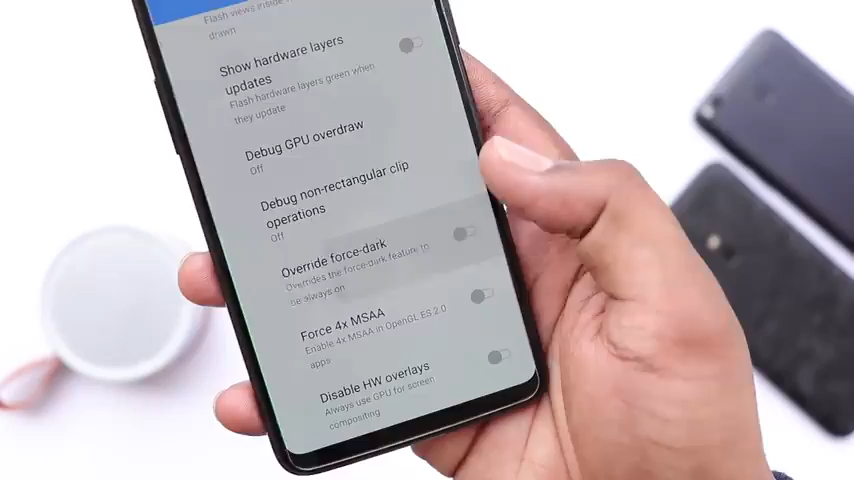 Flash views inside
drawn
Show hardware layers
updates
Flash hardware layers green when
they update
Debug GPU overdraw
Off
Debug non-rectangular clip
operations
Off
Override force-dark
Overrides the force-dark feature to
be always on
Force 4x MSAA
Enable 4x MSAA in OpenGL ES 2.0
apps
Disable HW overlays
Always use GPU for screen
compositing